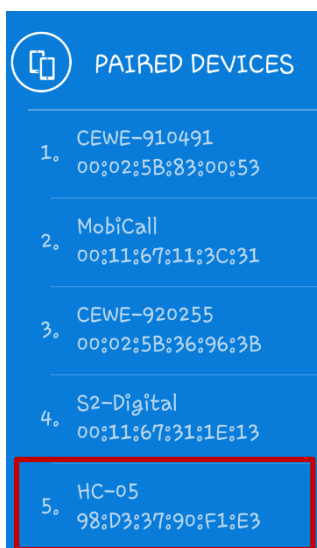 PAIRED DEVICES
1. CEWE-910491
00:02:5B:83:00:53
2. MobiCall
00:11:67:11:3C:31
3. CEWE-920255
00:02:5B:36:96:3B
4. S2-Digital
00:11:67:31:1E:13
5. HC-05
98:D3:37:90:F1:E3